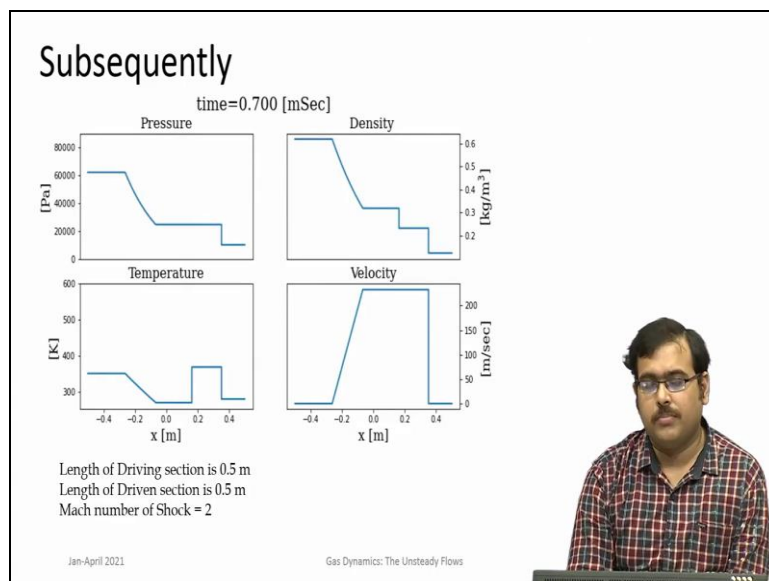 Subsequently
time=0.700 [mSec]
Pressure
Density
80000
60000
40000
20000
0
[Pa]
0.6
0.5
0.4
0.3
0.2
[kg/m³]
Temperature
Velocity
600
500
400
300
[K]
200
150
100
50
0
[m/sec]
−0.4 −0.2 0.0 0.2 0.4
−0.4 −0.2 0.0 0.2 0.4
x [m]
x [m]
Length of Driving section is 0.5 m
Length of Driven section is 0.5 m
Mach number of Shock = 2
Jan-April 2021
Gas Dynamics: The Unsteady Flows